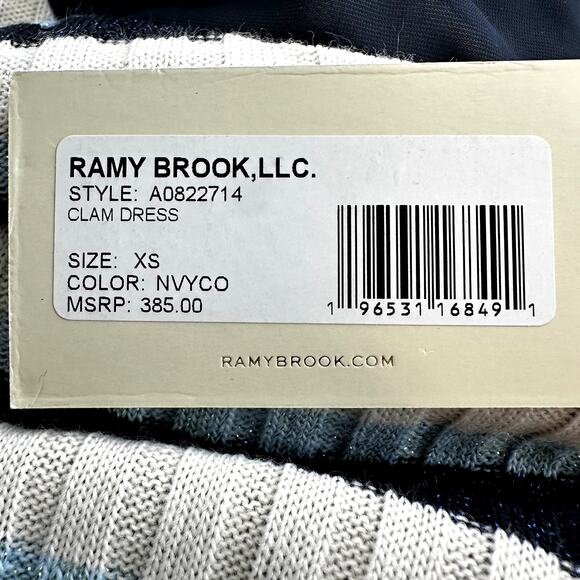 RAMY BROOK,LLC.
STYLE: A0822714
CLAM DRESS
SIZE: XS
COLOR: NVYCO
MSRP: 385.00
1 96531 16849 1
RAMYBROOK.COM